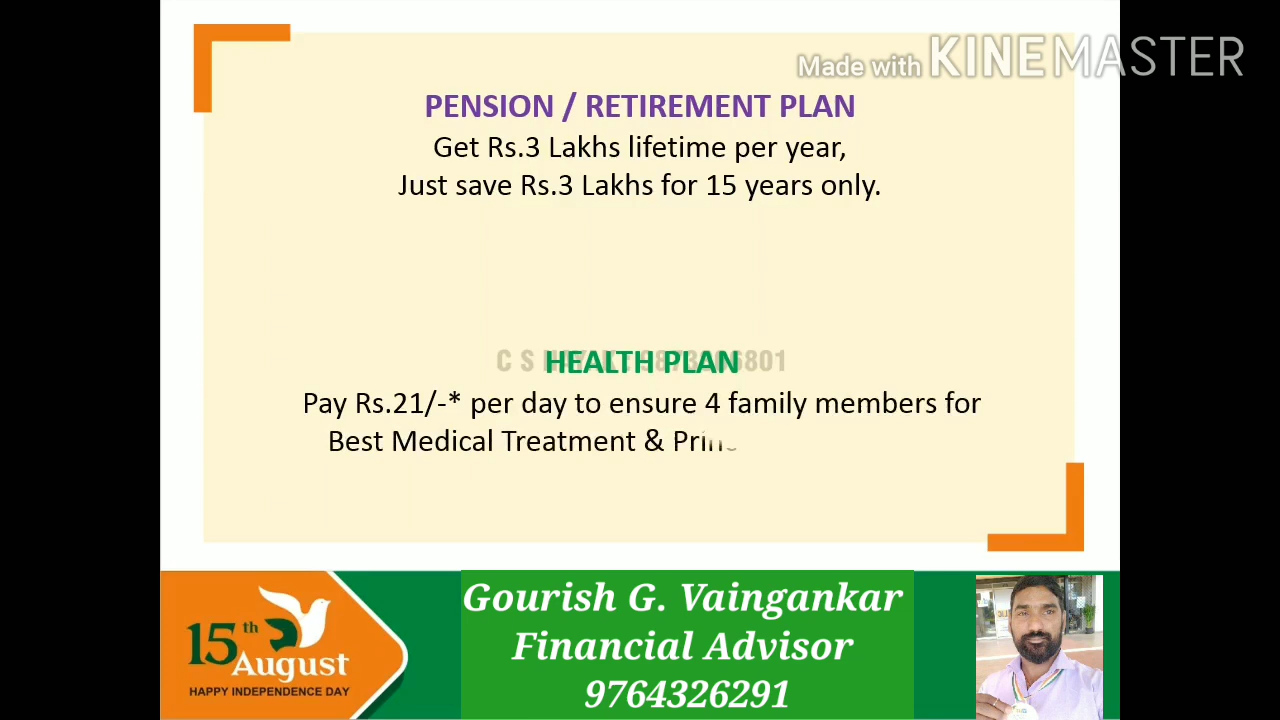 Made with KINEMASTER
PENSION / RETIREMENT PLAN
Get Rs.3 Lakhs lifetime per year,
Just save Rs.3 Lakhs for 15 years only.
HEALTH PLAN
Pay Rs.21/-* per day to ensure 4 family members for
Best Medical Treatment &
15th
August
HAPPY INDEPENDENCE DAY
Gourish G. Vaingankar
Financial Advisor
9764326291